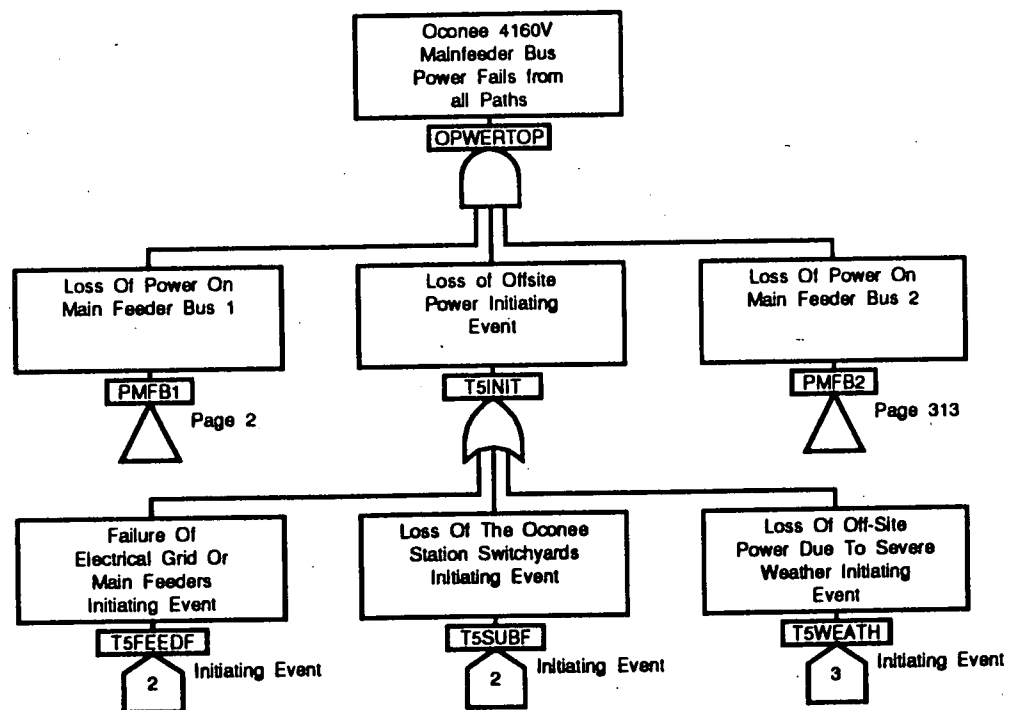 Oconee 4160V
Mainfeeder Bus
Power Fails from
all Paths
OPWERTOP
Loss Of Power On
Main Feeder Bus 1
PMFB1
Page 2
Loss of Offsite
Power Initiating
Event
T5INIT
Loss Of Power On
Main Feeder Bus 2
PMFB2
Page 313
Failure Of
Electrical Grid Or
Main Feeders
Initiating Event
T5FEEDF
2
Initiating Event
Loss Of The Oconee
Station Switchyards
Initiating Event
T5SUBF
2
Initiating Event
Loss Of Off-Site
Power Due To Severe
Weather Initiating
Event
T5WEATH
3
Initiating Event